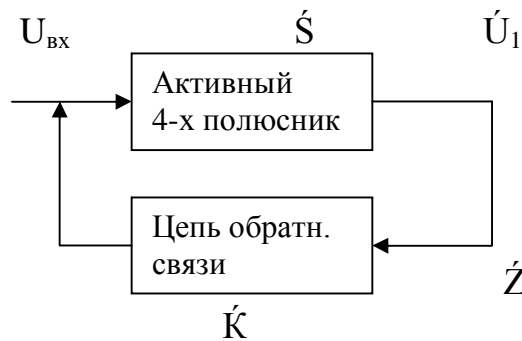 Uвх Ś Ú1
Активный
4-х полюсник
Цепь обратн.
связи
Ź
Ḱ